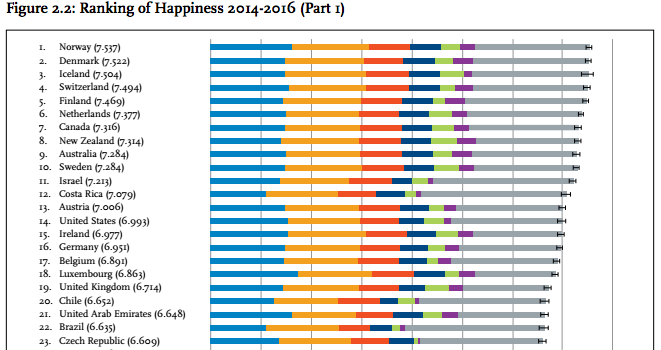 Figure 2.2: Ranking of Happiness 2014-2016 (Part 1)
1. Norway (7.537)
2. Denmark (7.522)
3. Iceland (7.504)
4. Switzerland (7.494)
5. Finland (7.469)
6. Netherlands (7.377)
7. Canada (7.316)
8. New Zealand (7.314)
9. Australia (7.284)
10. Sweden (7.284)
11. Israel (7.213)
12. Costa Rica (7.079)
13. Austria (7.006)
14. United States (6.993)
15. Ireland (6.977)
16. Germany (6.951)
17. Belgium (6.891)
18. Luxembourg (6.863)
19. United Kingdom (6.714)
20. Chile (6.652)
21. United Arab Emirates (6.648)
22. Brazil (6.635)
23. Czech Republic (6.609)